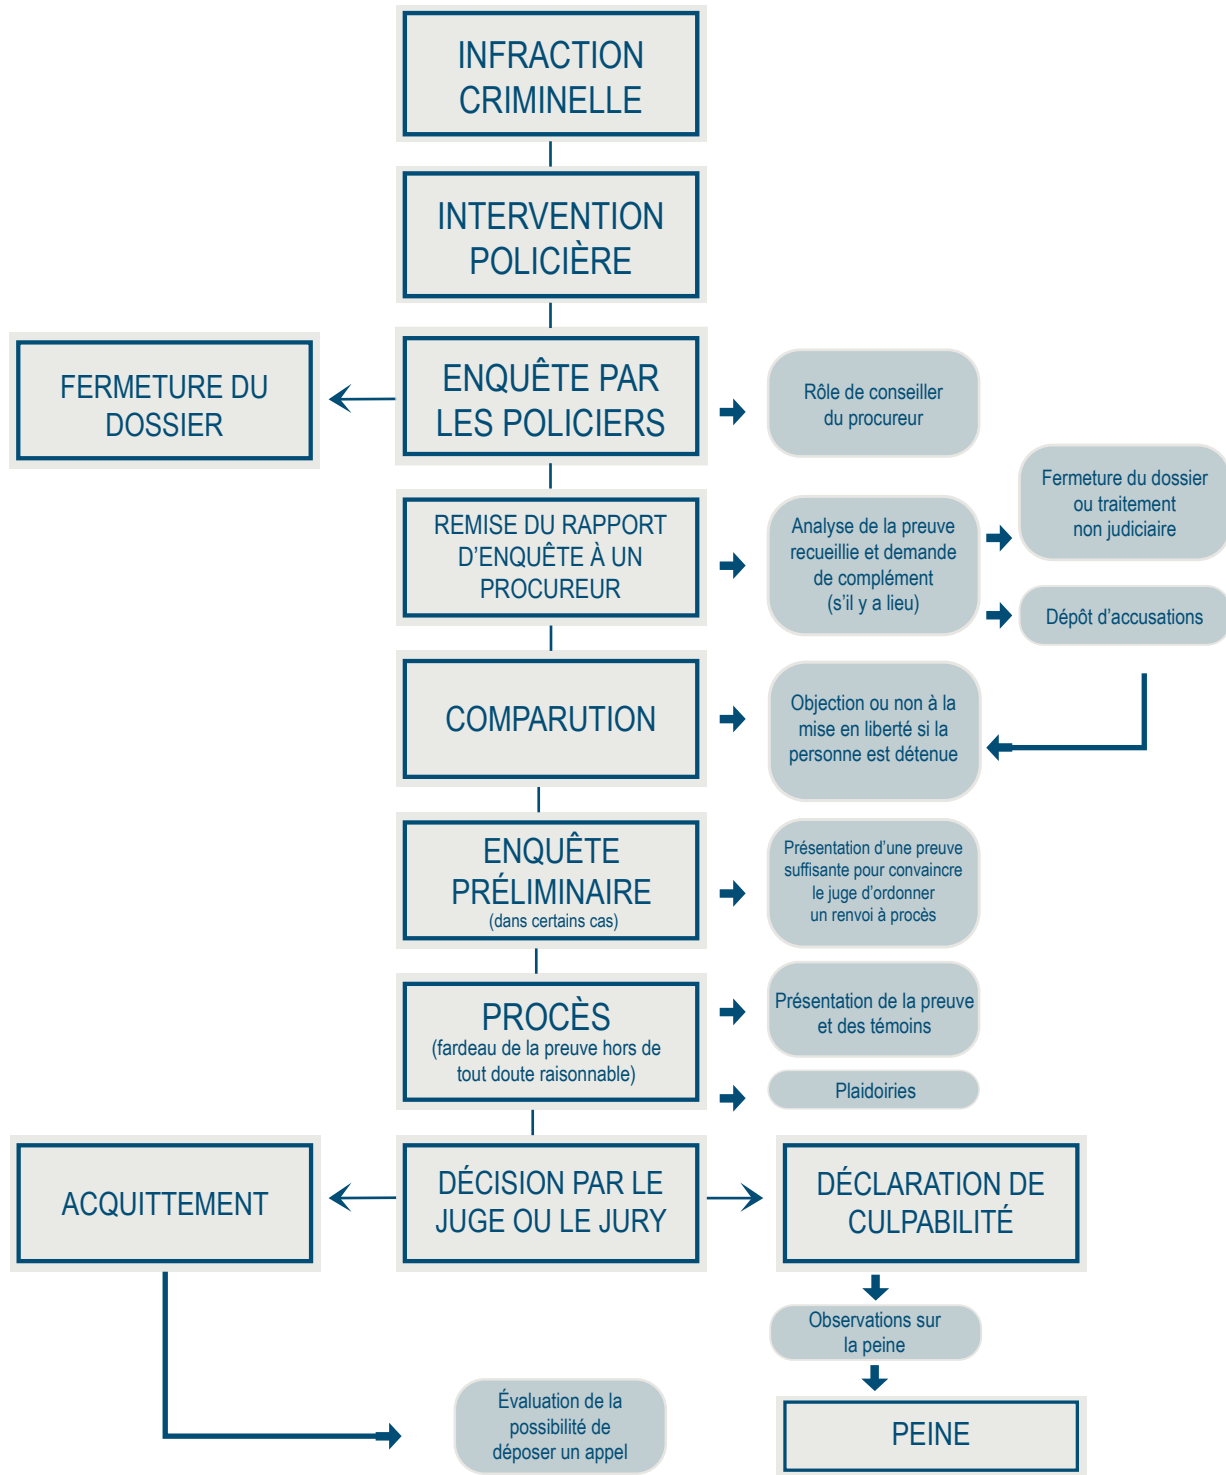 INFRACTION
CRIMINELLE
INTERVENTION
POLICIÈRE
FERMETURE DU
DOSSIER
ENQUÊTE PAR
LES POLICIERS
Rôle de conseiller
du procureur
REMISE DU RAPPORT
D’ENQUÊTE À UN
PROCUREUR
Analyse de la preuve
recueillie et demande
de complément
(s’il y a lieu)
Fermeture du dossier
ou traitement
non judiciaire
Dépôt d’accusations
COMPARUTION
Objection ou non à la
mise en liberté si la
personne est détenue
ENQUÊTE
PRÉLIMINAIRE
(dans certains cas)
Présentation d’une preuve
suffisante pour convaincre
le juge d’ordonner
un renvoi à procès
PROCÈS
(fardeau de la preuve hors de
tout doute raisonnable)
Présentation de la preuve
et des témoins
Plaidoiries
ACQUITTEMENT
DÉCISION PAR LE
JUGE OU LE JURY
DÉCLARATION DE
CULPABILITÉ
Observations sur
la peine
Évaluation de la
possibilité de
déposer un appel
PEINE